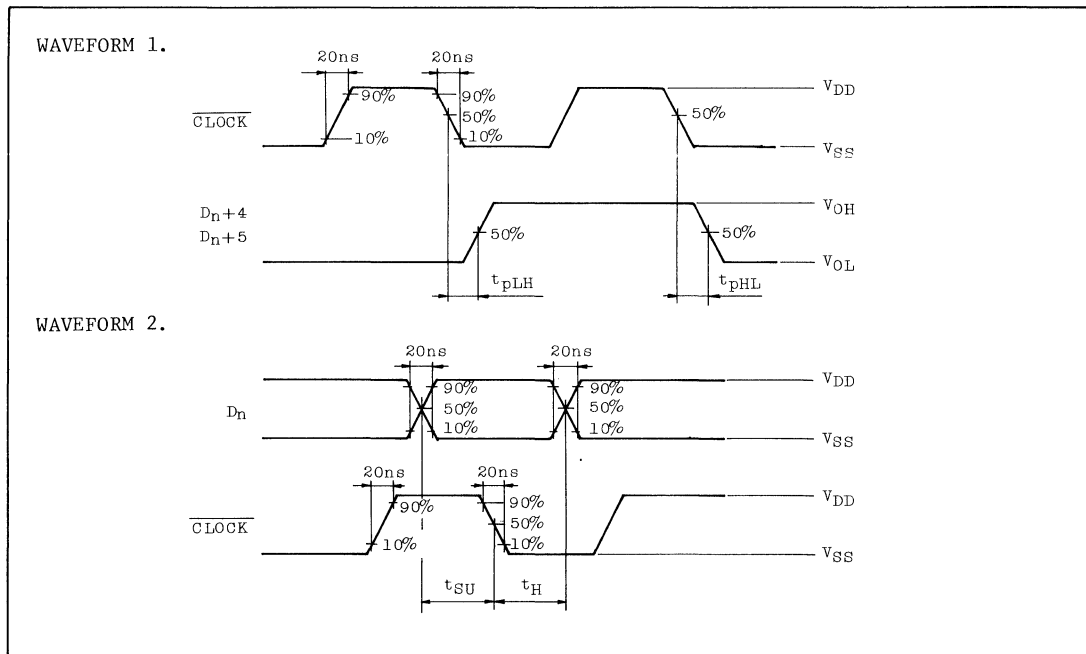 WAVEFORM 1.
20ns 20ns
VDD
90% 90%
50% 50%
CLOCK
10% 10%
VSS
Dn+4 VOH
Dn+5 50% 50%
VOL
tpLH tpHL
WAVEFORM 2.
20ns 20ns
VDD
90% 90%
Dn 50% 50%
10% 10%
VSS
20ns 20ns
VDD
90% 90%
CLOCK 50%
10% 10%
VSS
tSU tH